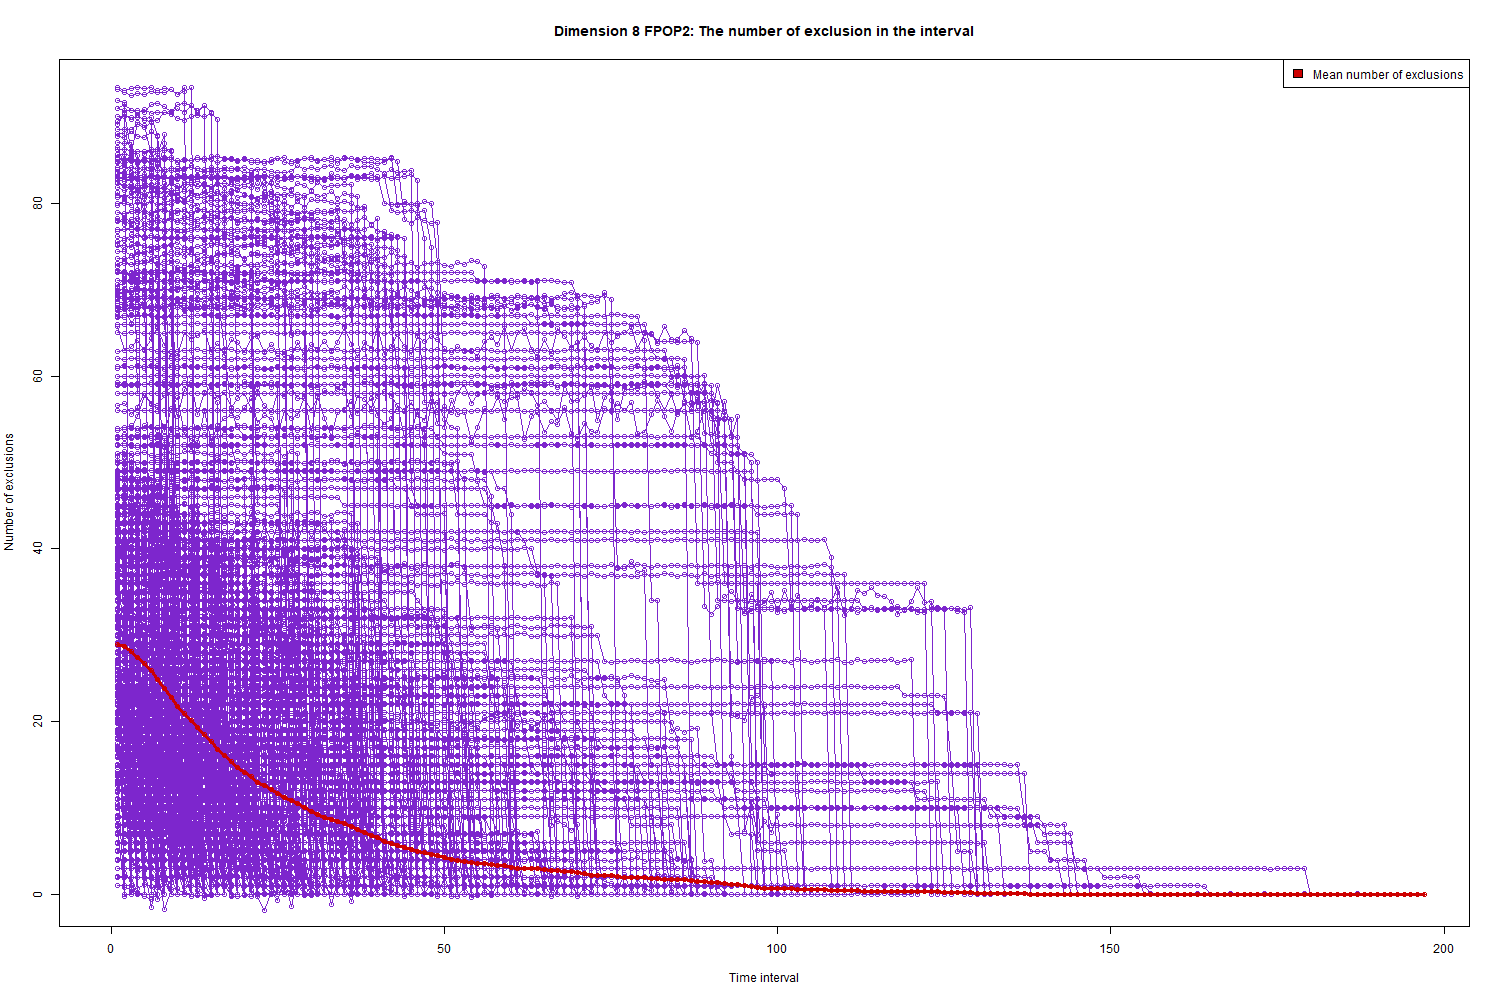 Dimension 8 FPOP2: The number of exclusion in the interval
Mean number of exclusions
Number of exclusions
80
60
40
20
0
0 50 100 150 200
Time interval